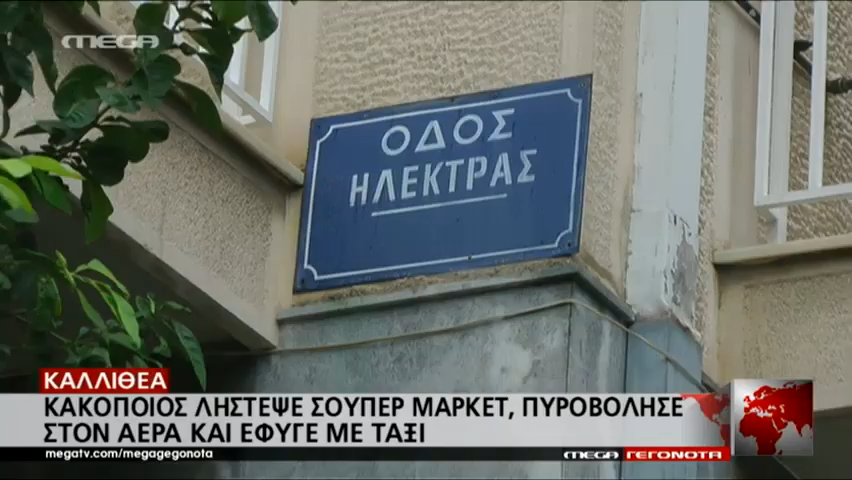 MEGA
ΟΔΟΣ
ΗΛΕΚΤΡΑΣ
ΚΑΛΛΙΘΕΑ
ΚΑΚΟΠΟΙΟΣ ΛΗΣΤΕΨΕ ΣΟΥΠΕΡ ΜΑΡΚΕΤ, ΠΥΡΟΒΟΛΗΣΕ
ΣΤΟΝ ΑΕΡΑ ΚΑΙ ΕΦΥΓΕ ΜΕ ΤΑΞΙ
megatv.com/megagegonota
MEGA ΓΕΓΟΝΟΤΑ